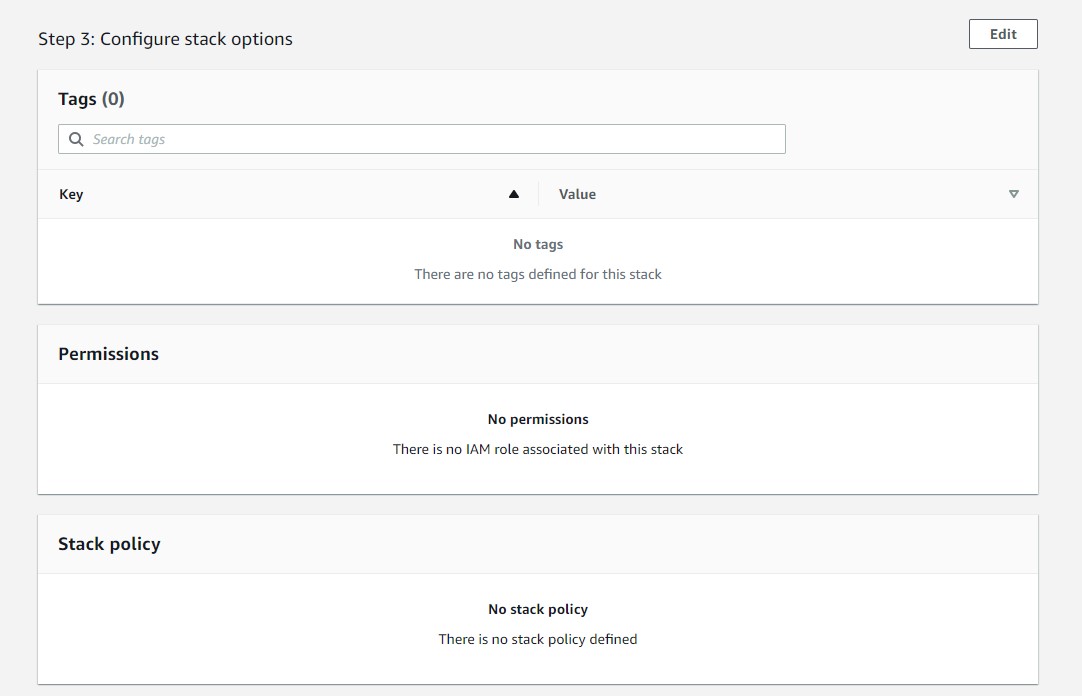 Step 3: Configure stack options
Edit
Tags (0)
Search tags
Key
Value
No tags
There are no tags defined for this stack
Permissions
No permissions
There is no IAM role associated with this stack
Stack policy
No stack policy
There is no stack policy defined